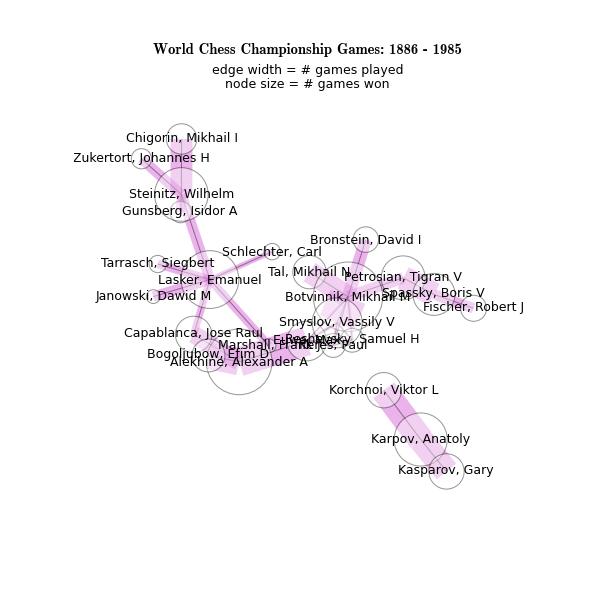 World Chess Championship Games: 1886 - 1985
edge width = # games played
node size = # games won
Chigorin, Mikhail I
Zukertort, Johannes H
Steinitz, Wilhelm
Gunsberg, Isidor A
Bronstein, David I
Schlechter, Carl
Tarrasch, Siegbert
Tal, Mikhail N
Petrosian, Tigran V
Lasker, Emanuel
Spassky, Boris V
Janowski, Dawid M
Botvinnik, Mikhail M
Fischer, Robert J
Smyslov, Vassily V
Capablanca, Jose Raul
Reshevsky, Samuel H
Marshall, Frank J
Keres, Paul
Bogoljubow, Efim D
Alekhine, Alexander A
Korchnoi, Viktor L
Karpov, Anatoly
Kasparov, Gary